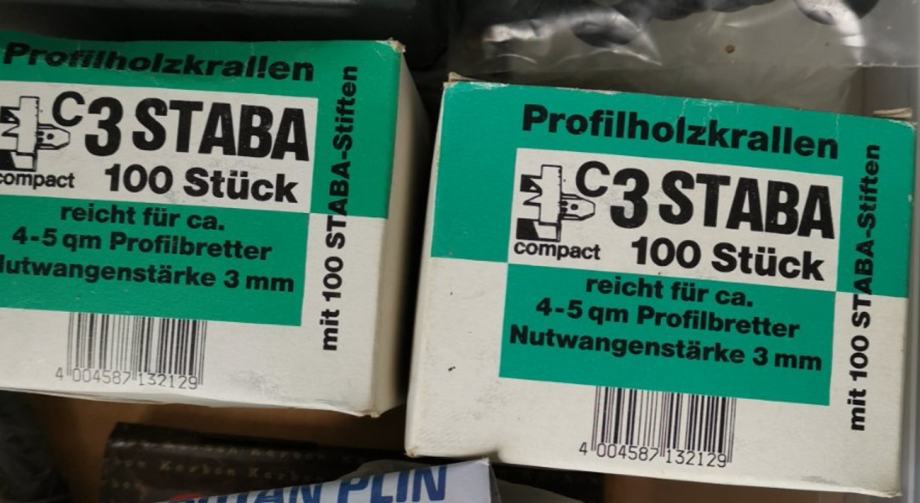 Profilholzkrallen
C3 STABA
compact 100 Stück
reicht für ca.
4-5 qm Profilbretter
Nutwangenstärke 3 mm
mit 100 STABA-Stiften
4 004587 132129
Profilholzkrallen
C3 STABA
compact 100 Stück
reicht für ca.
4-5 qm Profilbretter
Nutwangenstärke 3 mm
mit 100 STABA-Stiften
4 004587 132129
PLIN